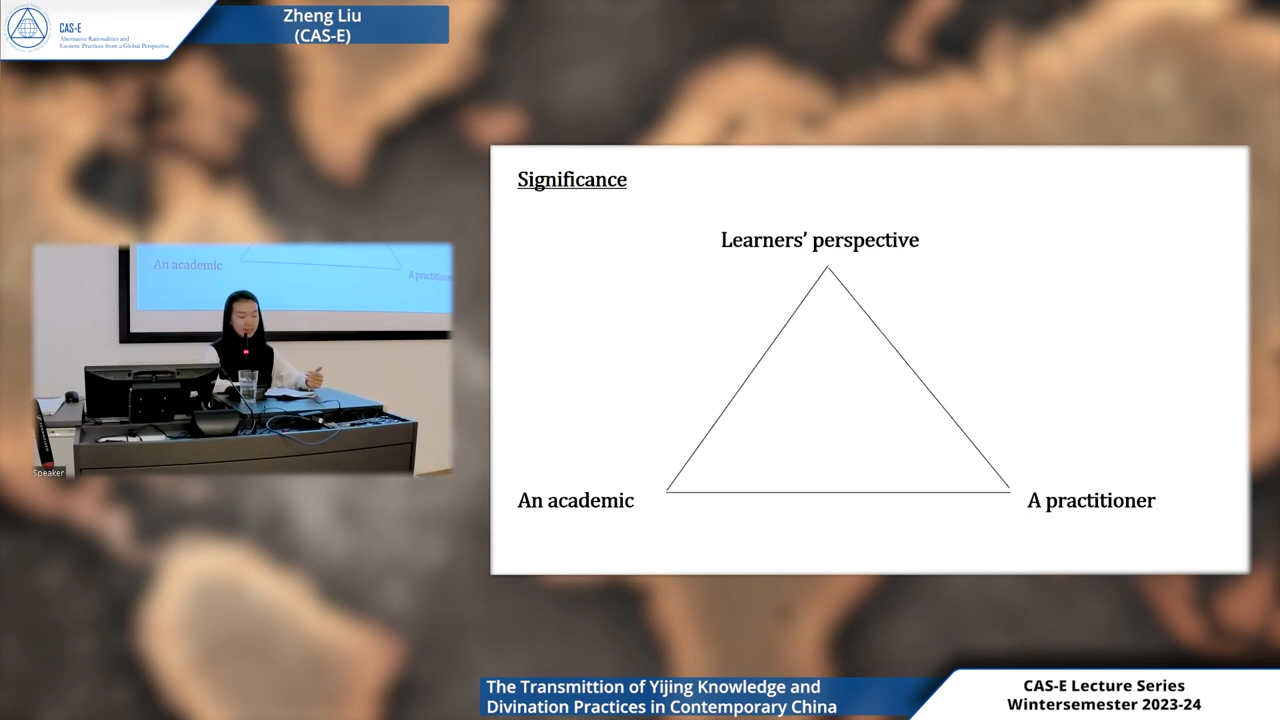 CAS-E
Alternative Rationalities and
Esoteric Practices from a Global Perspective
Zheng Liu
(CAS-E)
Significance
Learners’ perspective
An academic
A practitioner
An academic
A practitioner
Speaker
The Transmittion of Yijing Knowledge and
Divination Practices in Contemporary China
CAS-E Lecture Series
Wintersemester 2023-24